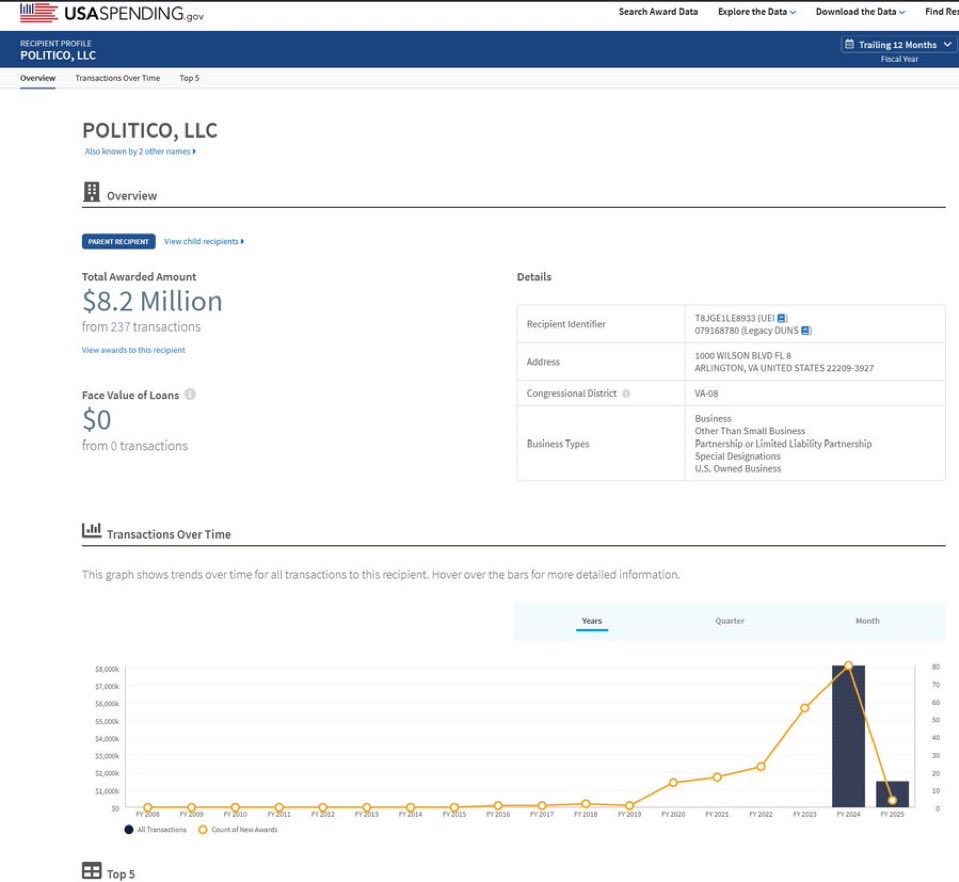 USASPENDING.gov
Search Award Data Explore the Data Download the Data Find Res
RECIPIENT PROFILE
POLITICO, LLC
Trailing 12 Months
Fiscal Year
Overview Transactions Over Time Top 5
POLITICO, LLC
Also known by 2 other names
Overview
PARENT RECIPIENT View child recipients
Total Awarded Amount
$8.2 Million
from 237 transactions
View awards to this recipient
Face Value of Loans
$0
from 0 transactions
Details
Recipient Identifier
T8JGE1LE8933 (UEI)
079168780 (Legacy DUNS)
Address
1000 WILSON BLVD FL 8
ARLINGTON, VA UNITED STATES 22209-3927
Congressional District VA-08
Business Types
Business
Other Than Small Business
Partnership or Limited Liability Partnership
Special Designations
U.S. Owned Business
Transactions Over Time
This graph shows trends over time for all transactions to this recipient. Hover over the bars for more detailed information.
Years Quarter Month
$8,000k 80
$7,000k 70
$6,000k 60
$5,000k 50
$4,000k 40
$3,000k 30
$2,000k 20
$1,000k 10
$0 0
FY 2008 FY 2009 FY 2010 FY 2011 FY 2012 FY 2013 FY 2014 FY 2015 FY 2016 FY 2017 FY 2018 FY 2019 FY 2020 FY 2021 FY 2022 FY 2023 FY 2024 FY 2025
All Transactions Count of New Awards
Top 5